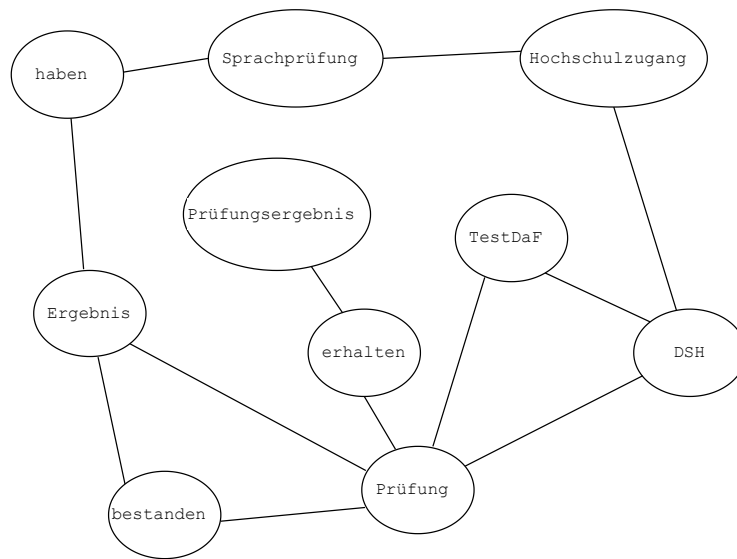 haben
Sprachprüfung
Hochschulzugang
Prüfungsergebnis
TestDaF
Ergebnis
erhalten
DSH
Prüfung
bestanden